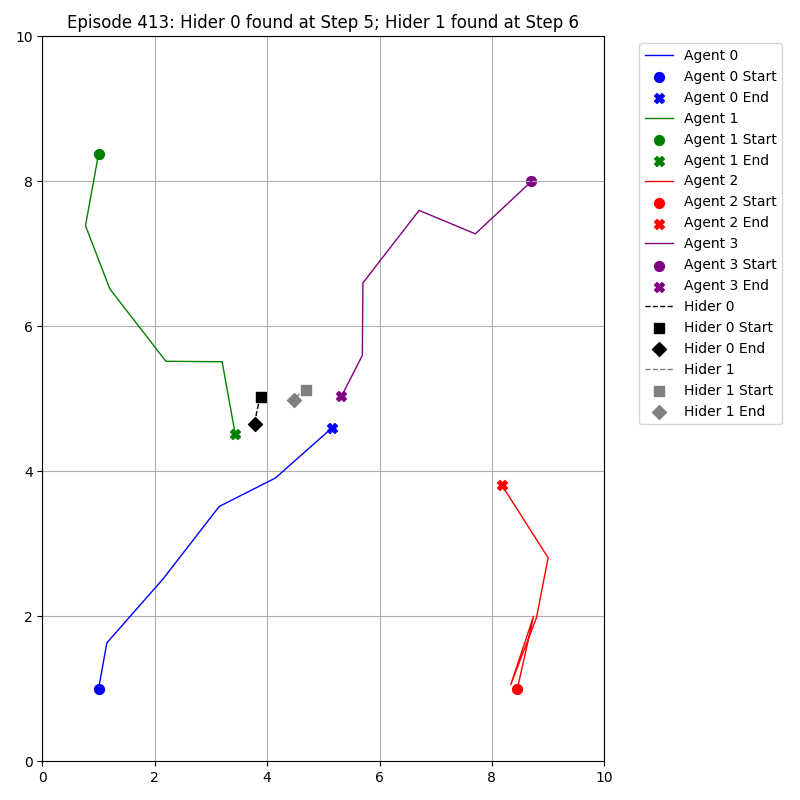 Episode 413: Hider 0 found at Step 5; Hider 1 found at Step 6
10
8
6
4
2
0
0 2 4 6 8 10
Agent 0
Agent 0 Start
Agent 0 End
Agent 1
Agent 1 Start
Agent 1 End
Agent 2
Agent 2 Start
Agent 2 End
Agent 3
Agent 3 Start
Agent 3 End
Hider 0
Hider 0 Start
Hider 0 End
Hider 1
Hider 1 Start
Hider 1 End